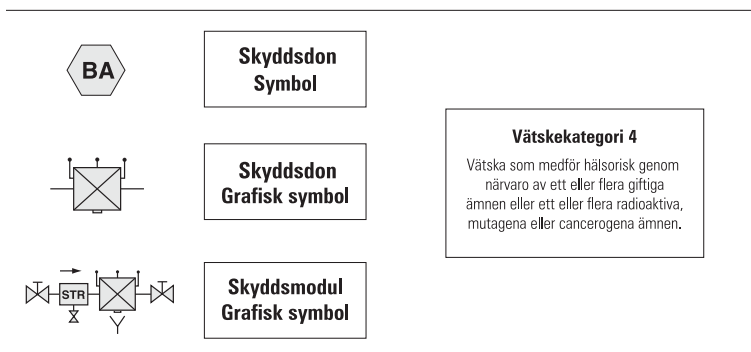 BA
Skyddsdon
Symbol
Skyddsdon
Grafisk symbol
STR
Skyddsmodul
Grafisk symbol
Vätskekategori 4
Vätska som medför hälsorisk genom
närvaro av ett eller flera giftiga
ämnen eller ett eller flera radioaktiva,
mutagena eller cancerogena ämnen.